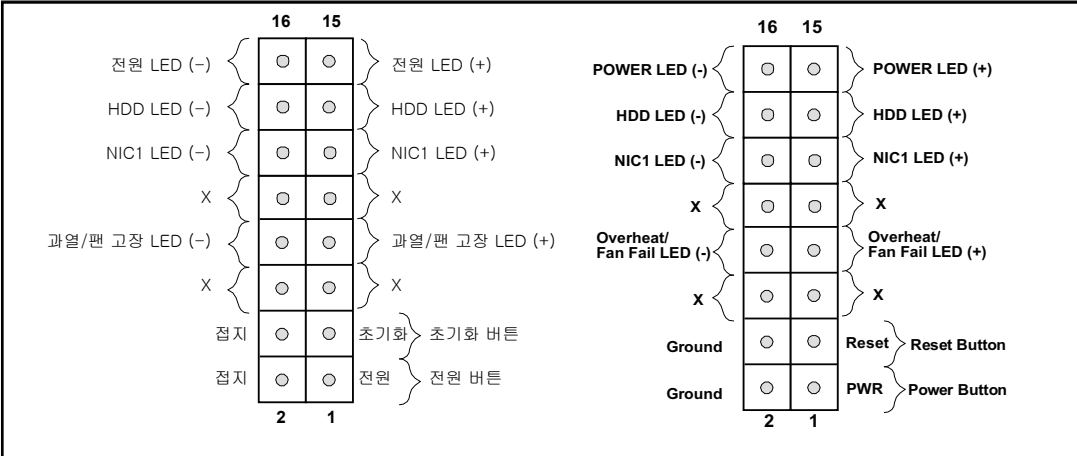 16 15
전원 LED (-) 전원 LED (+)
HDD LED (-) HDD LED (+)
NIC1 LED (-) NIC1 LED (+)
X X
과열/팬 고장 LED (-) 과열/팬 고장 LED (+)
X X
접지 초기화 초기화 버튼
접지 전원 전원 버튼
2 1
16 15
POWER LED (-) POWER LED (+)
HDD LED (-) HDD LED (+)
NIC1 LED (-) NIC1 LED (+)
X X
Overheat/ Overheat/
Fan Fail LED (-) Fan Fail LED (+)
X X
Ground Reset Reset Button
Ground PWR Power Button
2 1